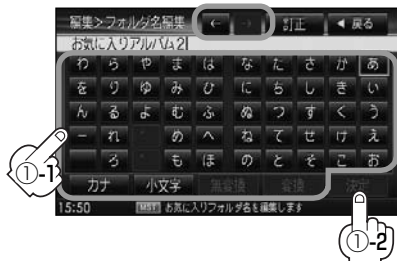 編集>フォルダ名編集 ← → 訂正 ◀ 戻る
お気に入りアルバム2
わ ら や ま は な た さ か あ
を り ゆ み ひ に ち し き い
ん る よ む ふ ぬ つ す く う
ー れ ゛ め へ ね て せ け え
ろ ゜ も ほ の と そ こ お
カナ 小文字 無変換 変換 決定
15:50 MST お気に入りフォルダ名を編集します
①-1
①-2